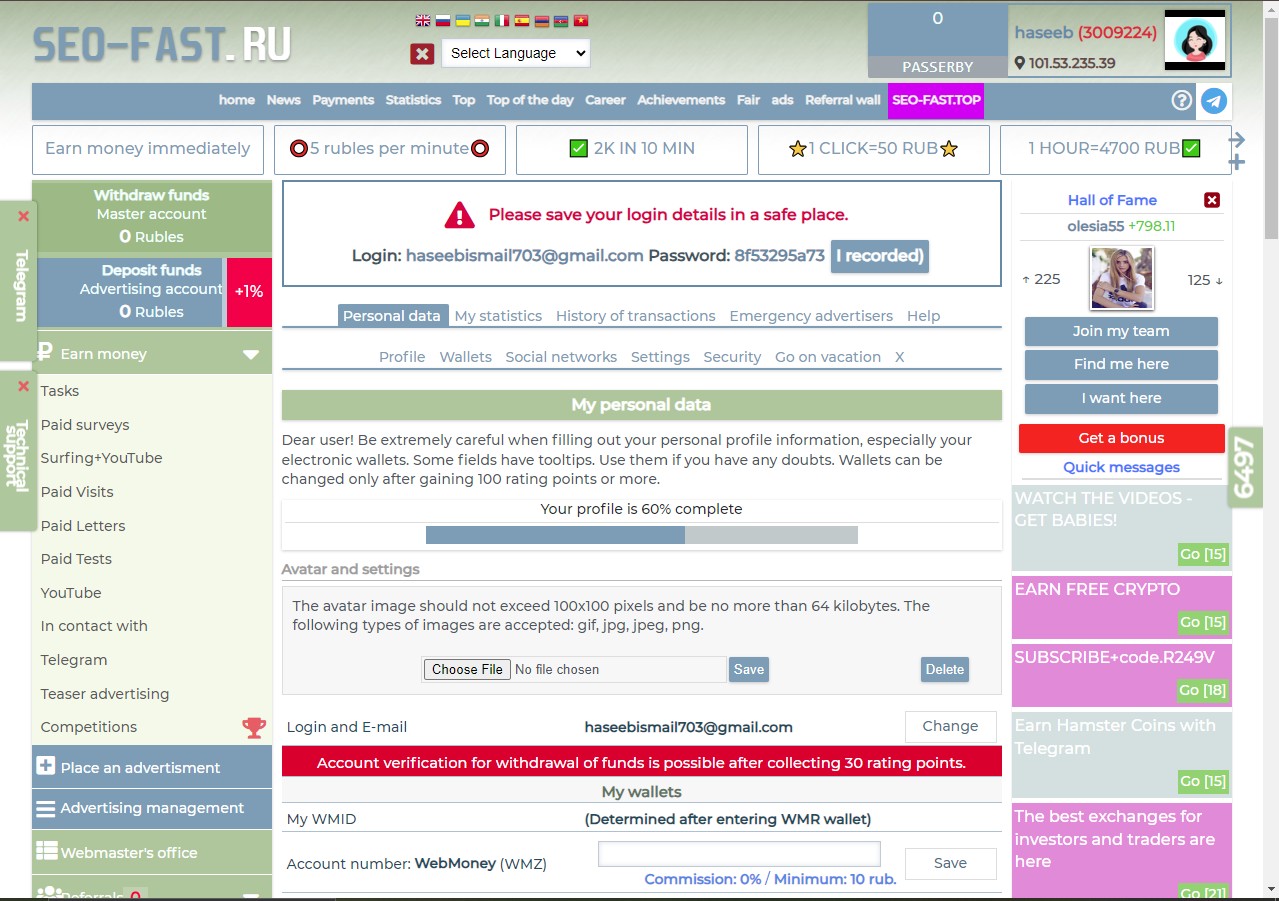 SEO-FAST.RU
Select Language
0
PASSERBY
haseeb (3009224)
101.53.235.39
home News Payments Statistics Top Top of the day Career Achievements Fair ads Referral wall SEO-FAST.TOP
Earn money immediately
5 rubles per minute
2K IN 10 MIN
1 CLICK=50 RUB
1 HOUR=4700 RUB
Telegram
Technical
support
Withdraw funds
Master account
0 Rubles
Deposit funds
Advertising account
0 Rubles
+1%
Earn money
Tasks
Paid surveys
Surfing+YouTube
Paid Visits
Paid Letters
Paid Tests
YouTube
In contact with
Telegram
Teaser advertising
Competitions
Place an advertisment
Advertising management
Webmaster's office
Referrals 0
Please save your login details in a safe place.
Login: haseebismail703@gmail.com Password: 8f53295a73 I recorded)
Personal data My statistics History of transactions Emergency advertisers Help
Profile Wallets Social networks Settings Security Go on vacation X
My personal data
Dear user! Be extremely careful when filling out your personal profile information, especially your
electronic wallets. Some fields have tooltips. Use them if you have any doubts. Wallets can be
changed only after gaining 100 rating points or more.
Your profile is 60% complete
Avatar and settings
The avatar image should not exceed 100x100 pixels and be no more than 64 kilobytes. The
following types of images are accepted: gif, jpg, jpeg, png.
Choose File No file chosen Save Delete
Login and E-mail haseebismail703@gmail.com Change
Account verification for withdrawal of funds is possible after collecting 30 rating points.
My wallets
My WMID (Determined after entering WMR wallet)
Account number: WebMoney (WMZ) Save
Commission: 0% / Minimum: 10 rub.
Hall of Fame
olesia55 +798.11
↑ 225 125 ↓
Join my team
Find me here
I want here
Get a bonus
Quick messages
WATCH THE VIDEOS -
GET BABIES!
Go [15]
EARN FREE CRYPTO
Go [15]
SUBSCRIBE+code.R249V
Go [18]
Earn Hamster Coins with
Telegram
Go [15]
The best exchanges for
investors and traders are
here
Go [21]
6497